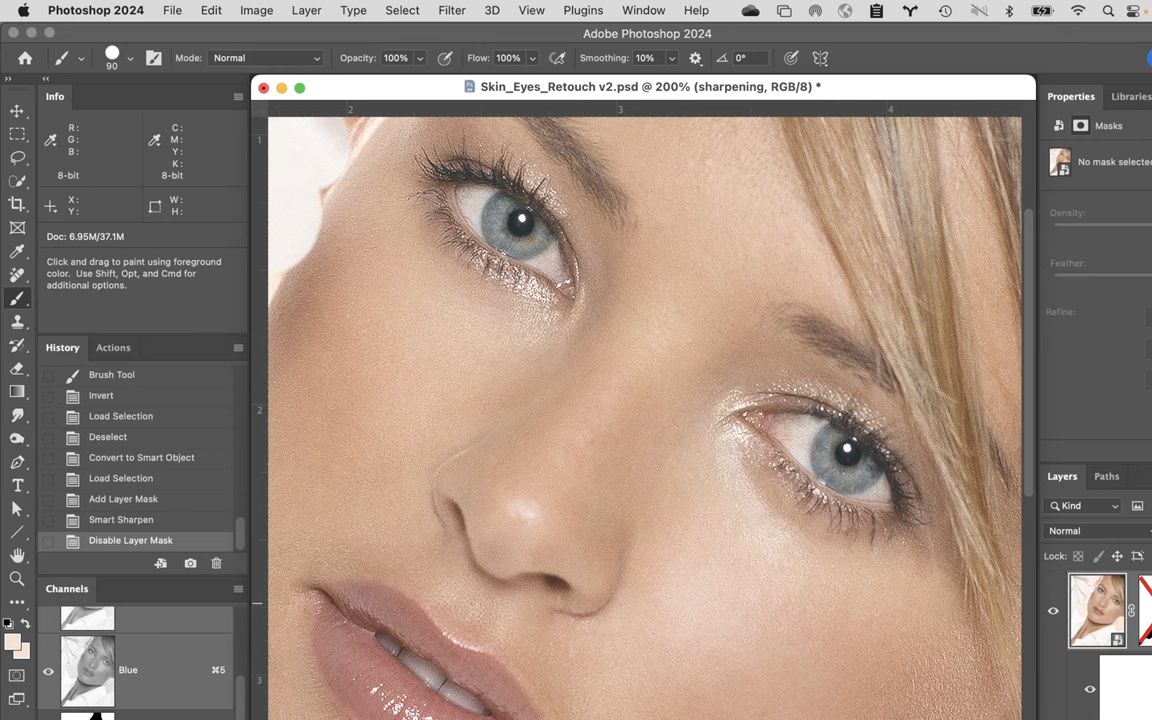 Photoshop 2024 File Edit Image Layer Type Select Filter 3D View Plugins Window Help
Adobe Photoshop 2024
90 Mode: Normal Opacity: 100% Flow: 100% Smoothing: 10% 0°
Skin_Eyes_Retouch v2.psd @ 200% (sharpening, RGB/8) *
Info
R: C:
G: M:
B: Y:
K:
8-bit 8-bit
X: W:
Y: H:
Doc: 6.95M/37.1M
Click and drag to paint using foreground
color. Use Shift, Opt, and Cmd for
additional options.
History Actions
Brush Tool
Invert
Load Selection
Deselect
Convert to Smart Object
Load Selection
Add Layer Mask
Smart Sharpen
Disable Layer Mask
Channels
Blue ⌘5
2 3 4
1
2
3
Properties Libraries
Masks
No mask selected
Density:
Feather:
Refine:
Layers Paths
Kind
Normal
Lock: